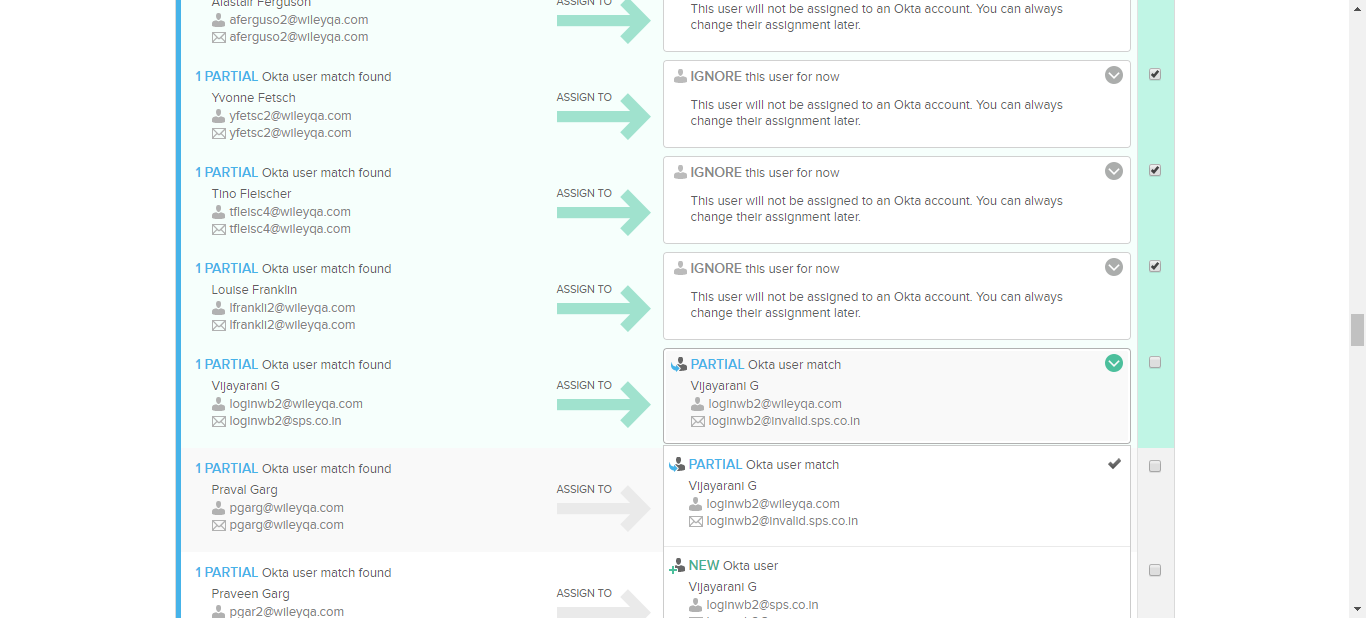 Alastair Ferguson
aferguso2@wileyqa.com
aferguso2@wileyqa.com
ASSIGN TO
This user will not be assigned to an Okta account. You can always
change their assignment later.
1 PARTIAL Okta user match found
Yvonne Fetsch
yfetsc2@wileyqa.com
yfetsc2@wileyqa.com
ASSIGN TO
IGNORE this user for now
This user will not be assigned to an Okta account. You can always
change their assignment later.
1 PARTIAL Okta user match found
Tino Fleischer
tfleisc4@wileyqa.com
tfleisc4@wileyqa.com
ASSIGN TO
IGNORE this user for now
This user will not be assigned to an Okta account. You can always
change their assignment later.
1 PARTIAL Okta user match found
Louise Franklin
lfrankli2@wileyqa.com
lfrankli2@wileyqa.com
ASSIGN TO
IGNORE this user for now
This user will not be assigned to an Okta account. You can always
change their assignment later.
1 PARTIAL Okta user match found
Vijayarani G
loginwb2@wileyqa.com
loginwb2@sps.co.in
ASSIGN TO
PARTIAL Okta user match
Vijayarani G
loginwb2@wileyqa.com
loginwb2@invalid.sps.co.in
1 PARTIAL Okta user match found
Praval Garg
pgarg@wileyqa.com
pgarg@wileyqa.com
ASSIGN TO
PARTIAL Okta user match
Vijayarani G
loginwb2@wileyqa.com
loginwb2@invalid.sps.co.in
1 PARTIAL Okta user match found
Praveen Garg
pgar2@wileyqa.com
ASSIGN TO
NEW Okta user
Vijayarani G
loginwb2@sps.co.in